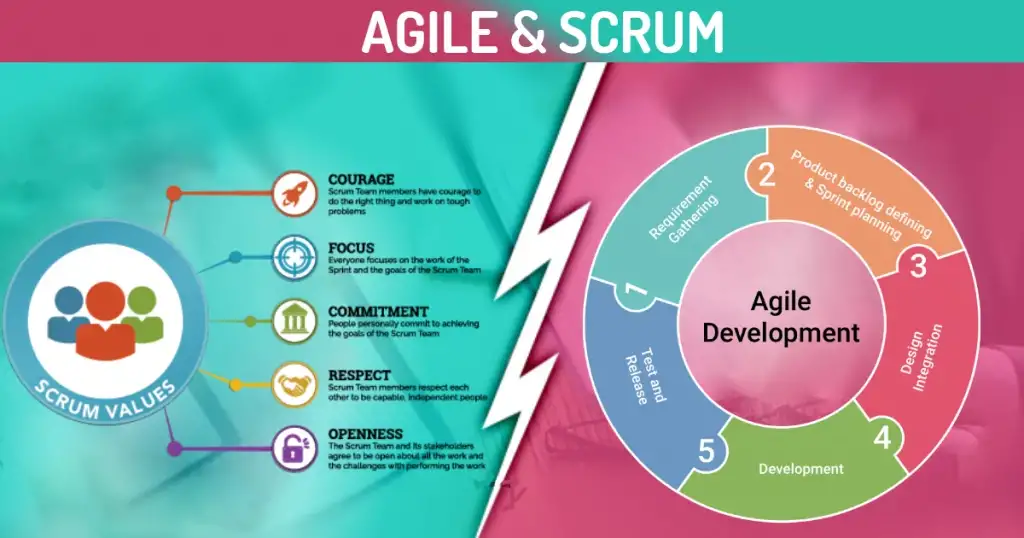 AGILE & SCRUM
SCRUM VALUES
COURAGE
Scrum Team members have courage to
do the right thing and work on tough
problems
FOCUS
Everyone focuses on the work of the
Sprint and the goals of the Scrum Team
COMMITMENT
People personally commit to achieving
the goals of the Scrum Team
RESPECT
Scrum Team members respect each
other to be capable, independent people
OPENNESS
The Scrum Team and its stakeholders
agree to be open about all the work and
the challenges with performing the work
Agile
Development
1
Requirement
Gathering
2
Product backlog defining
& Sprint planning
3
Design
Integration
4
Development
5
Test and
Release